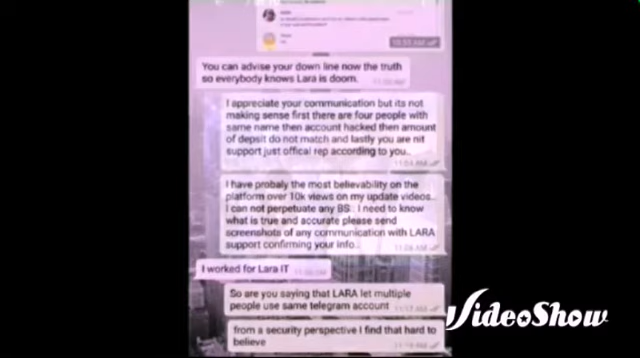 You can advise your down line now the truth
so everybody knows Lara is doom.
I appreciate your communication but its not
making sense first there are four people with
same name then account hacked then amount
of depsit do not match and lastly you are nit
support just offical rep according to you..
I have probaly the most believability on the
platform over 10k views on my update videos..
I can not perpetuate any BS.. I need to know
what is true and accurate please send
screenshots of any communication with LARA
support confirming your info..
I worked for Lara IT
So are you saying that LARA let multiple
people use same telegram account
from a security perspective I find that hard to
believe
VideoShow